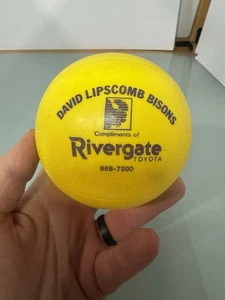 DAVID LIPSCOMB BISONS
Compliments of
Rivergate
TOYOTA
868-7990